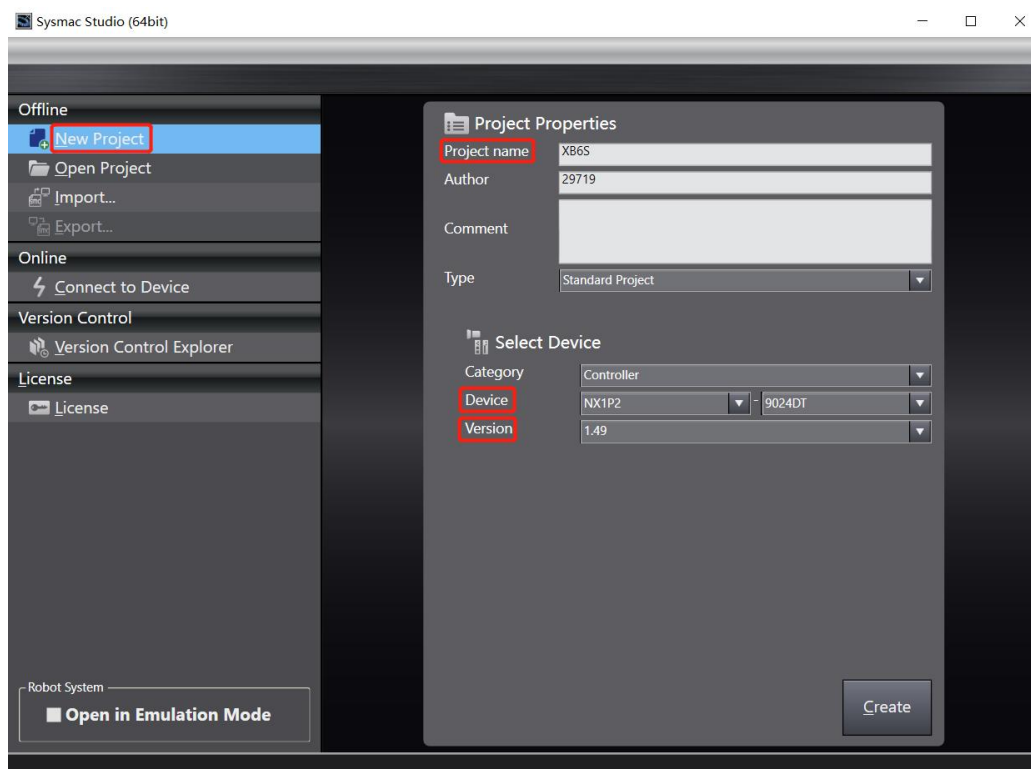 Sysmac Studio (64bit)
Offline
New Project
Open Project
Import...
Export...
Online
Connect to Device
Version Control
Version Control Explorer
License
License
Robot System
Open in Emulation Mode
Project Properties
Project name XB6S
Author 29719
Comment
Type Standard Project
Select Device
Category Controller
Device NX1P2 - 9024DT
Version 1.49
Create